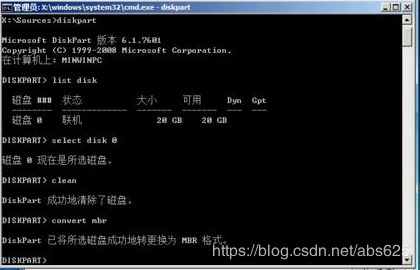 管理员: X:\windows\system32\cmd.exe - diskpart
X:\Sources>diskpart
Microsoft DiskPart 版本 6.1.7601
Copyright (C) 1999-2008 Microsoft Corporation.
在计算机上: MININT-PC
DISKPART> list disk
磁盘 ### 状态 大小 可用 Dyn Gpt
-------- ------------- ------- ------- --- ---
磁盘 0 联机 20 GB 20 GB
DISKPART> select disk 0
磁盘 0 现在是所选磁盘。
DISKPART> clean
DiskPart 成功地清除了磁盘。
DISKPART> convert mbr
DiskPart 已将所选磁盘成功地转更换为 MBR 格式。
DISKPART>
https://blog.csdn.net/abs625